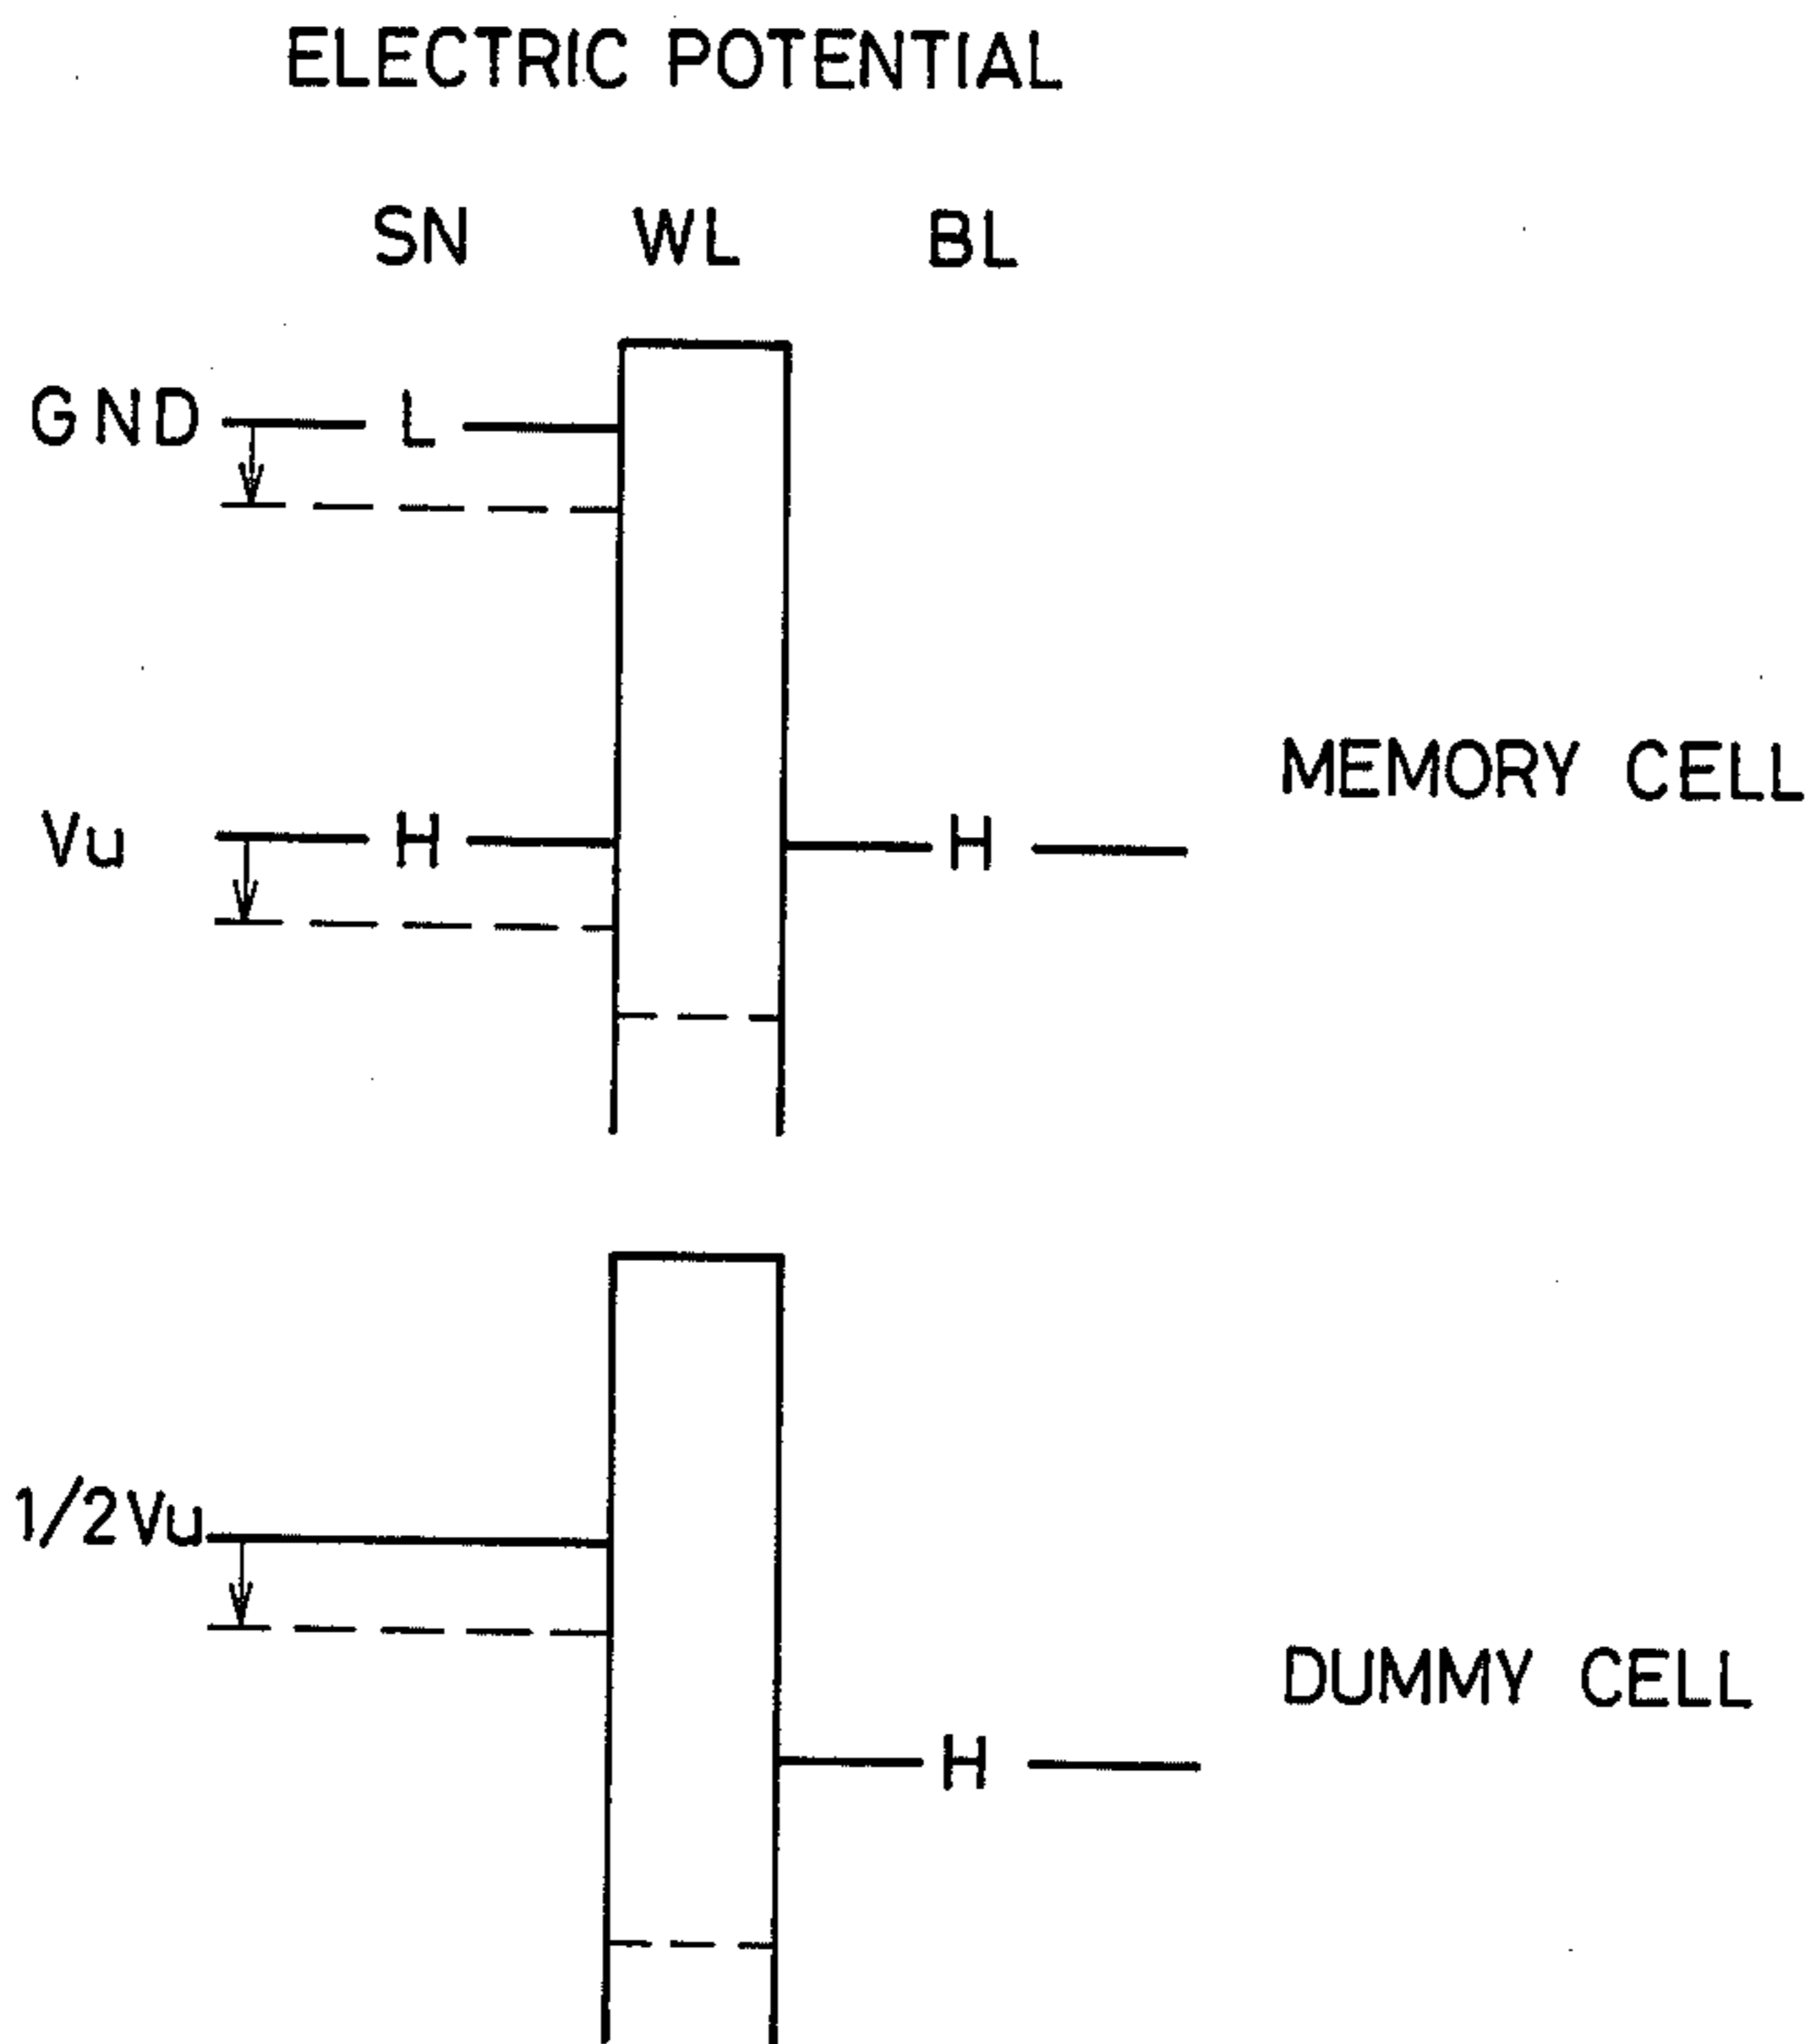 ELECTRIC POTENTIAL
SN WL BL
GND L
MEMORY CELL
Vu H H
1/2Vu
DUMMY CELL
H